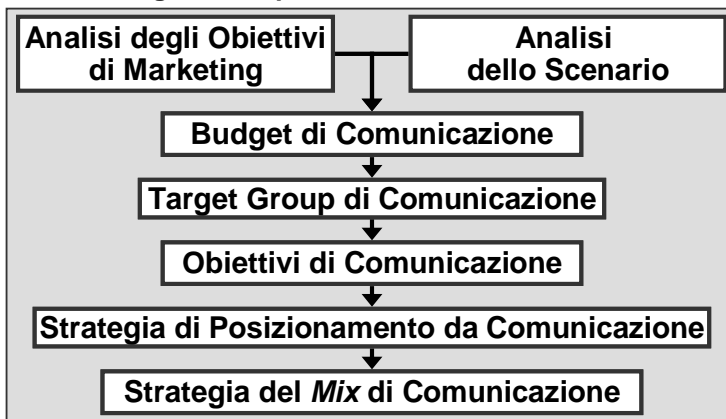 Analisi degli Obiettivi
di Marketing
Analisi
dello Scenario
Budget di Comunicazione
Target Group di Comunicazione
Obiettivi di Comunicazione
Strategia di Posizionamento da Comunicazione
Strategia del Mix di Comunicazione